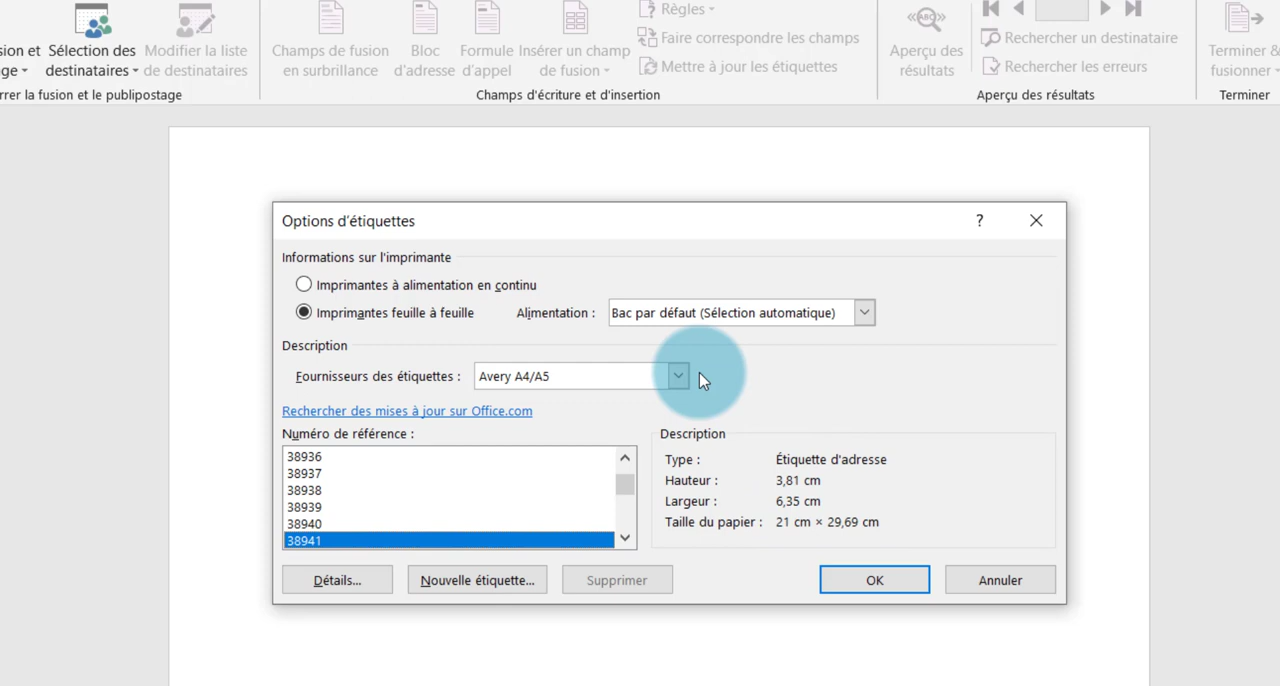 Règles
sion et Sélection des Modifier la liste Champs de fusion Bloc Formule Insérer un champ Faire correspondre les champs Aperçu des Rechercher un destinataire Terminer &
ge destinataires de destinataires en surbrillance d'adresse d'appel de fusion Mettre à jour les étiquettes résultats Rechercher les erreurs fusionner
rrer la fusion et le publipostage Champs d'écriture et d'insertion Aperçu des résultats Terminer
ABC
Options d'étiquettes ?
Informations sur l'imprimante
Imprimantes à alimentation en continu
Imprimantes feuille à feuille Alimentation : Bac par défaut (Sélection automatique)
Description
Fournisseurs des étiquettes : Avery A4/A5
Rechercher des mises à jour sur Office.com
Numéro de référence :
38936
38937
38938
38939
38940
38941
Description
Type : Étiquette d'adresse
Hauteur : 3,81 cm
Largeur : 6,35 cm
Taille du papier : 21 cm × 29,69 cm
Détails... Nouvelle étiquette... Supprimer OK Annuler